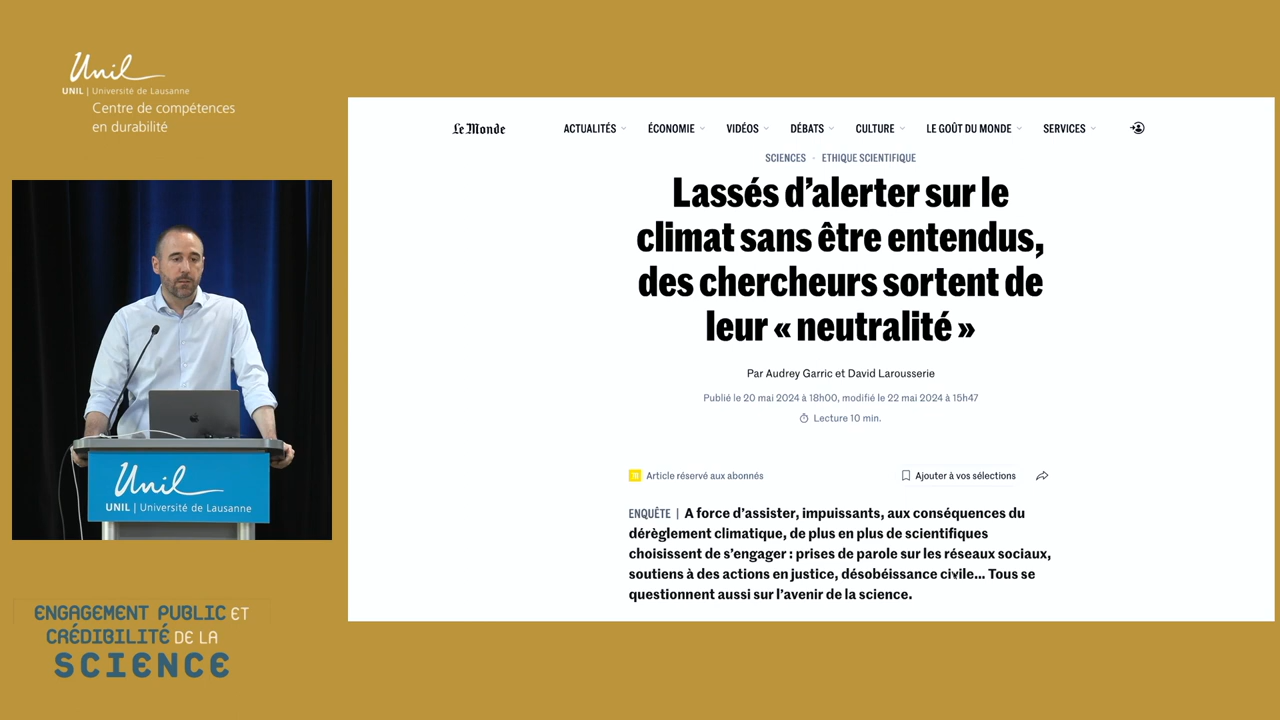 Unil
UNIL | Université de Lausanne
Centre de compétences
en durabilité
Le Monde
ACTUALITÉS
ÉCONOMIE
VIDÉOS
DÉBATS
CULTURE
LE GOÛT DU MONDE
SERVICES
SCIENCES · ETHIQUE SCIENTIFIQUE
Lassés d’alerter sur le
climat sans être entendus,
des chercheurs sortent de
leur « neutralité »
Par Audrey Garric et David Larousserie
Publié le 20 mai 2024 à 18h00, modifié le 22 mai 2024 à 15h47
Lecture 10 min.
Article réservé aux abonnés
Ajouter à vos sélections
ENQUÊTE | A force d’assister, impuissants, aux conséquences du
dérèglement climatique, de plus en plus de scientifiques
choisissent de s’engager : prises de parole sur les réseaux sociaux,
soutiens à des actions en justice, désobéissance civile... Tous se
questionnent aussi sur l’avenir de la science.
Unil
UNIL | Université de Lausanne
ENGAGEMENT PUBLIC ET
CRÉDIBILITÉ DE LA
SCIENCE